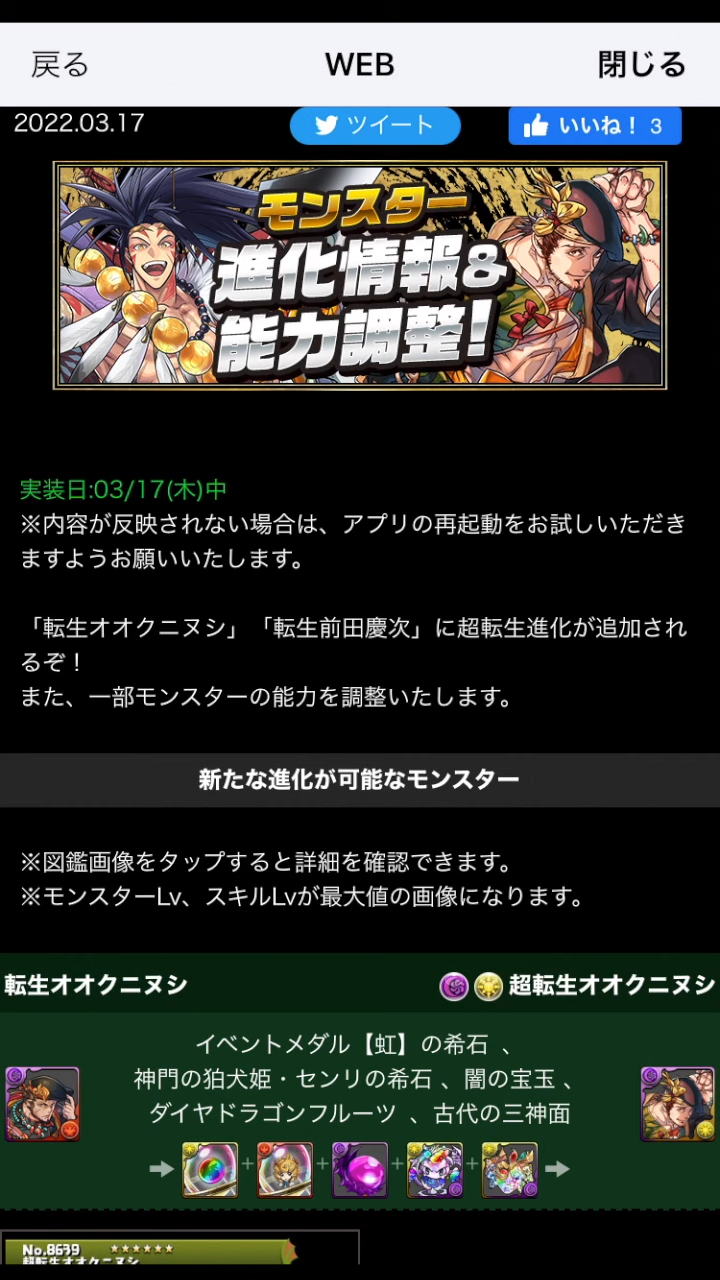 戻る
WEB
閉じる
2022.03.17
ツイート
いいね！ 3
モンスター
進化情報&
能力調整!
実装日:03/17(木)中
※内容が反映されない場合は、アプリの再起動をお試しいただき
ますようお願いいたします。
「転生オオクニヌシ」「転生前田慶次」に超転生進化が追加され
るぞ！
また、一部モンスターの能力を調整いたします。
新たな進化が可能なモンスター
※図鑑画像をタップすると詳細を確認できます。
※モンスターLv、スキルLvが最大値の画像になります。
転生オオクニヌシ
超転生オオクニヌシ
イベントメダル【虹】の希石 、
神門の狛犬姫・センリの希石 、闇の宝玉 、
ダイヤドラゴンフルーツ 、古代の三神面
No.8639 ★★★★★★
超転生オオクニヌシ